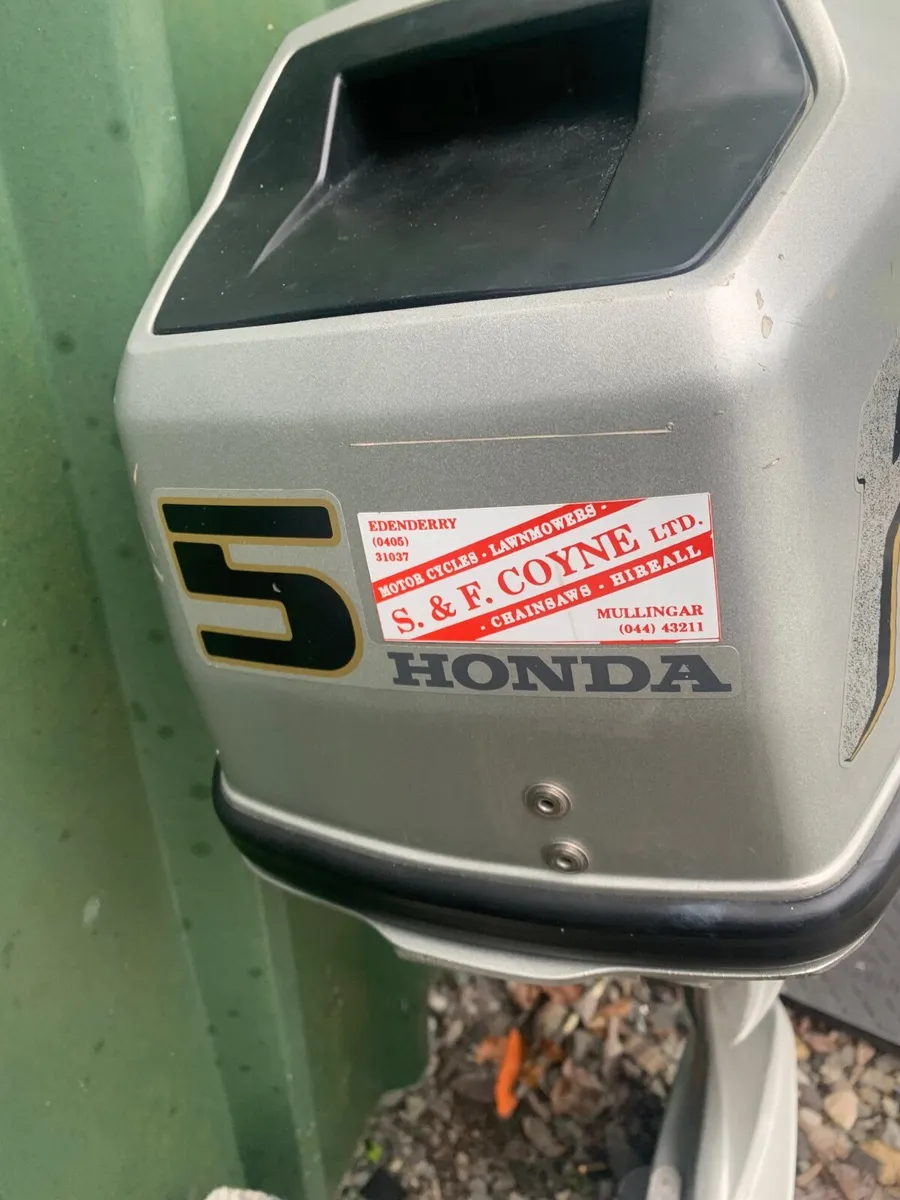 5
EDENDERRY
(0405)
31037
MOTOR CYCLES · LAWNMOWERS ·
S. & F. COYNE LTD.
· CHAINSAWS · HIREALL
MULLINGAR
(044) 43211
HONDA